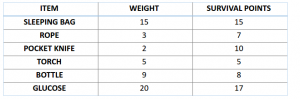 ITEM WEIGHT SURVIVAL POINTS
SLEEPING BAG 15 15
ROPE 3 7
POCKET KNIFE 2 10
TORCH 5 5
BOTTLE 9 8
GLUCOSE 20 17